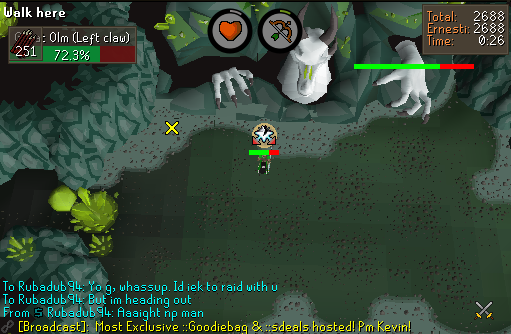 Walk here
Olm (Left claw)
251
72.3%
Total: 2688
Ernesti: 2688
Time: 0:26
To Rubadub94: Yo g, whassup. Id iek to raid with u
To Rubadub94: But im heading out
From Rubadub94: Aaaight np man
[Broadcast]: Most Exclusive ::Goodiebag & ::sdeals hosted! Pm Kevin!